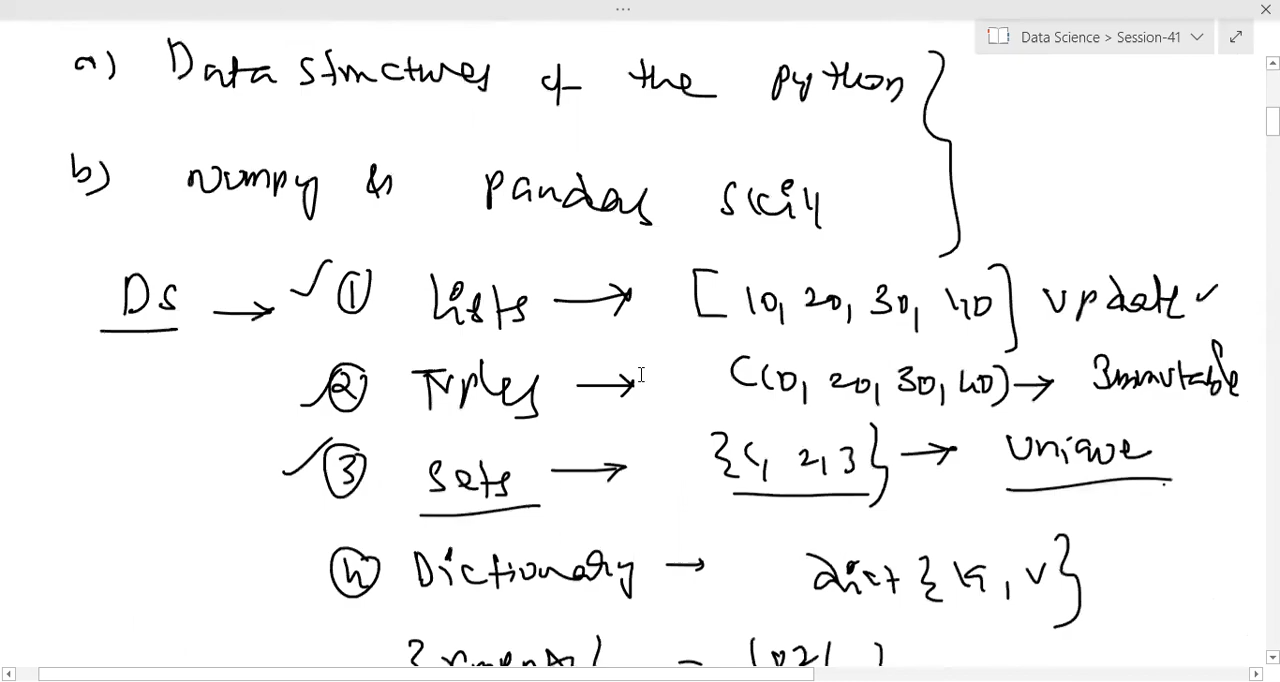 Data Science > Session-41
a) Data structures of the python
b) Numpy & pandas skill
DS → ① Lists → [10, 20, 30, 40] update ✓
② Tuples → (10, 20, 30, 40) → Immutable
③ Sets → {1, 2, 3} → unique
④ Dictionary → dict {k, v}